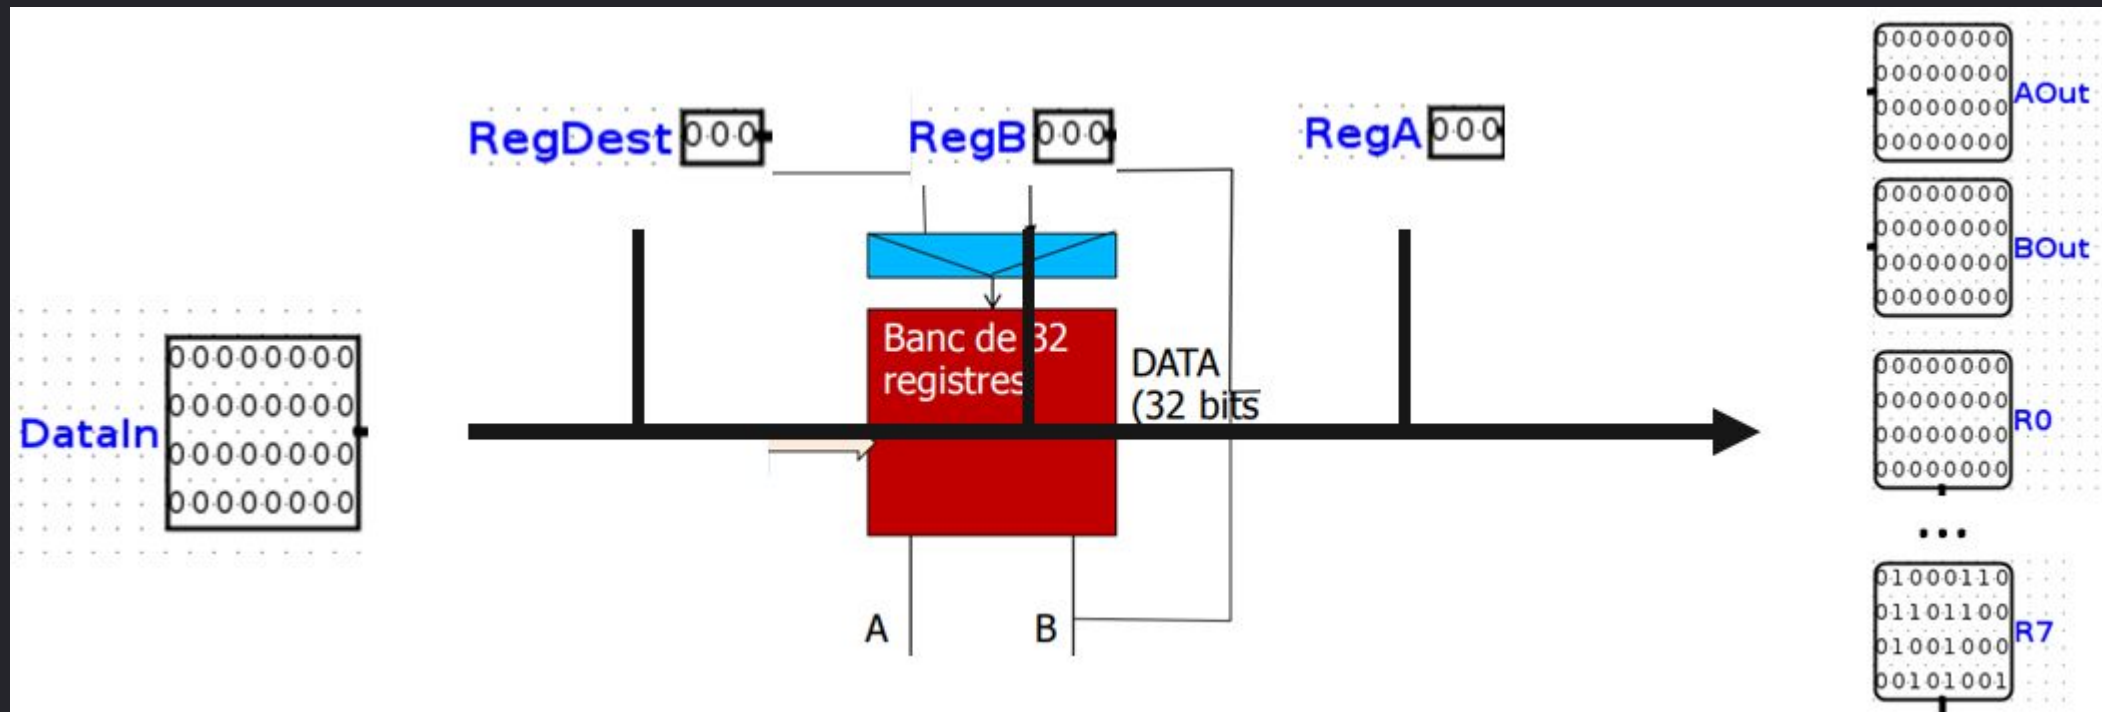 RegDest 000
RegB 000
RegA 000
DataIn
00000000
00000000
00000000
00000000
Banc de 32
registres
DATA
(32 bits
A
B
00000000
00000000
00000000
00000000
AOut
00000000
00000000
00000000
00000000
BOut
00000000
00000000
00000000
00000000
R0
...
01000110
01101100
01001000
00101001
R7